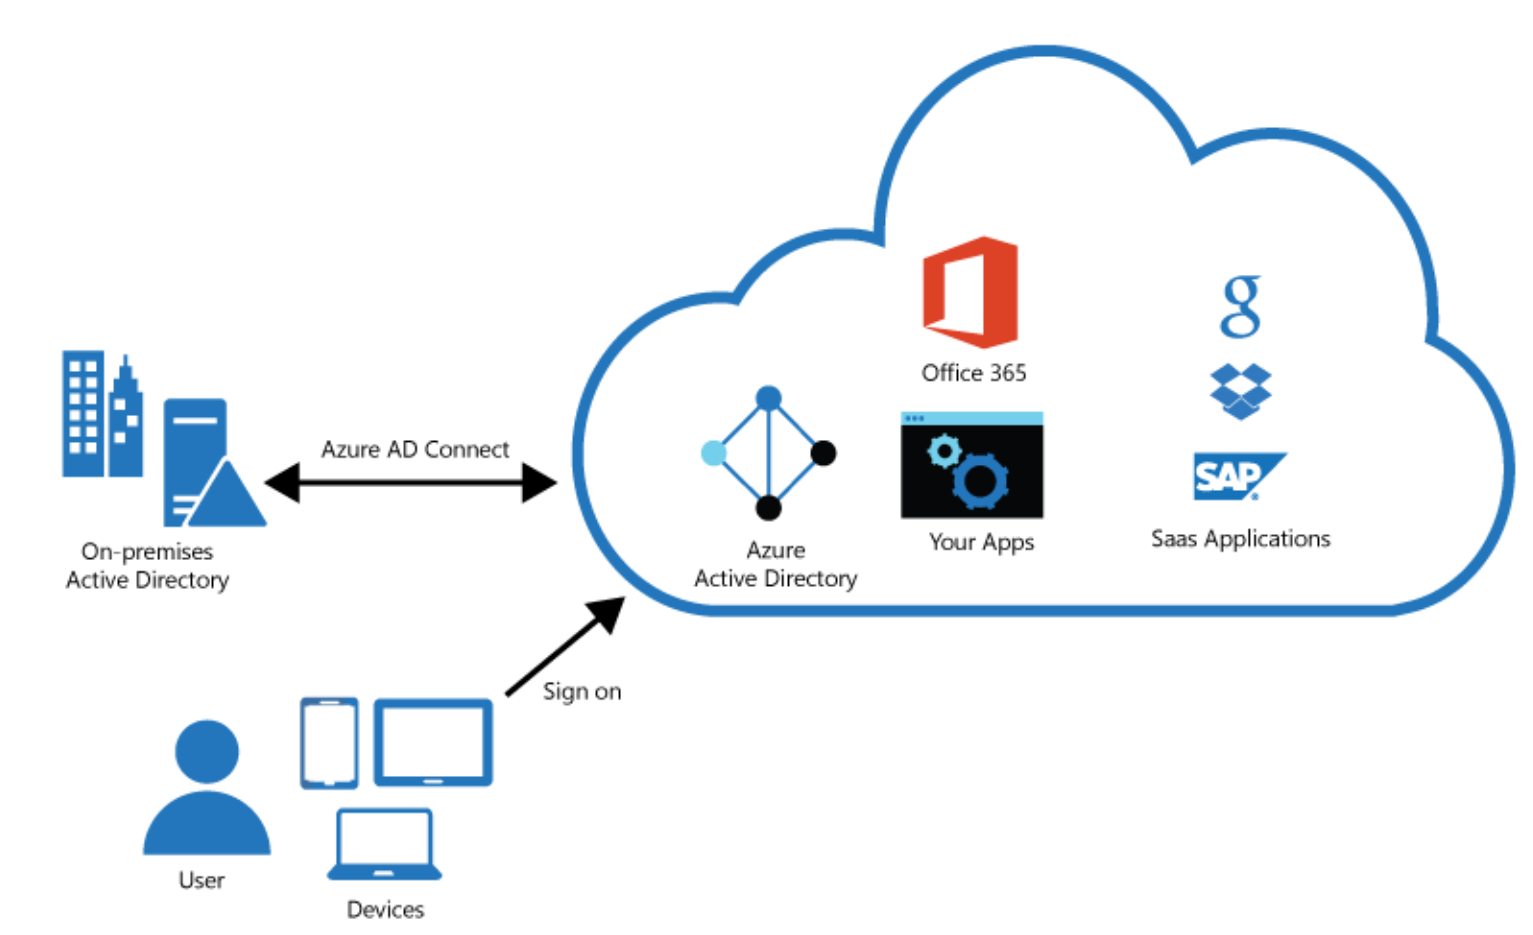 Office 365
g
Azure AD Connect
SAP
®
On-premises
Active Directory
Azure
Active Directory
Your Apps
Saas Applications
Sign on
User
Devices